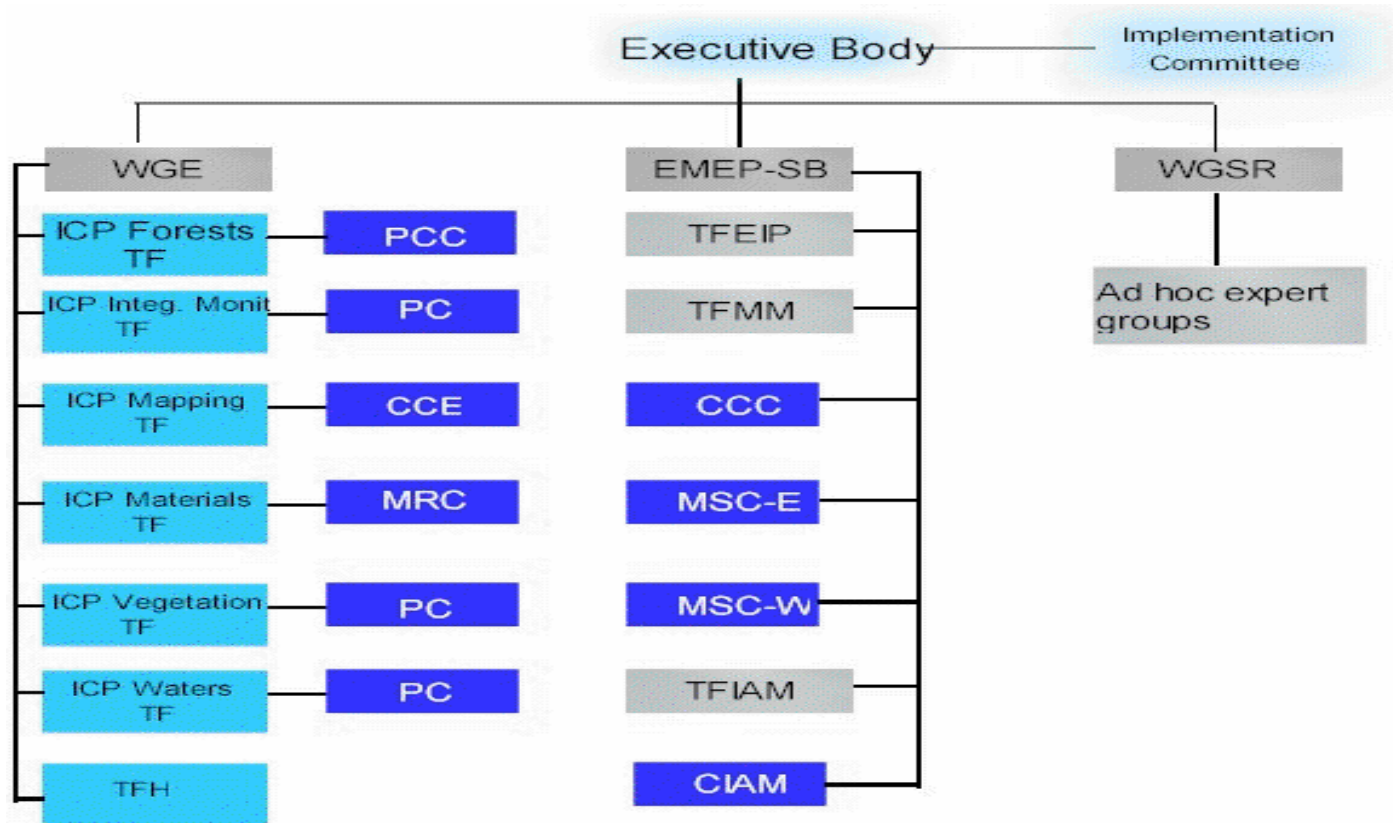 Executive Body
Implementation
Committee
WGE
EMEP-SB
WGSR
ICP Forests
TF
PCC
TFEIP
ICP Integ. Monit
TF
PC
TFMM
Ad hoc expert
groups
ICP Mapping
TF
CCE
CCC
ICP Materials
TF
MRC
MSC-E
ICP Vegetation
TF
PC
MSC-W
ICP Waters
TF
PC
TFIAM
TFH
CIAM